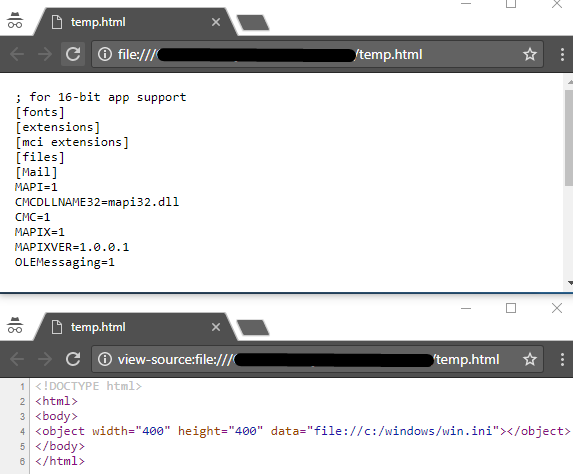 temp.html
file:/// /temp.html
; for 16-bit app support
[fonts]
[extensions]
[mci extensions]
[files]
[Mail]
MAPI=1
CMCDLLNAME32=mapi32.dll
CMC=1
MAPIX=1
MAPIXVER=1.0.0.1
OLEMessaging=1
temp.html
view-source:file:/// /temp.html
1 <!DOCTYPE html>
2 <html>
3 <body>
4 <object width="400" height="400" data="file://c:/windows/win.ini"></object>
5 </body>
6 </html>